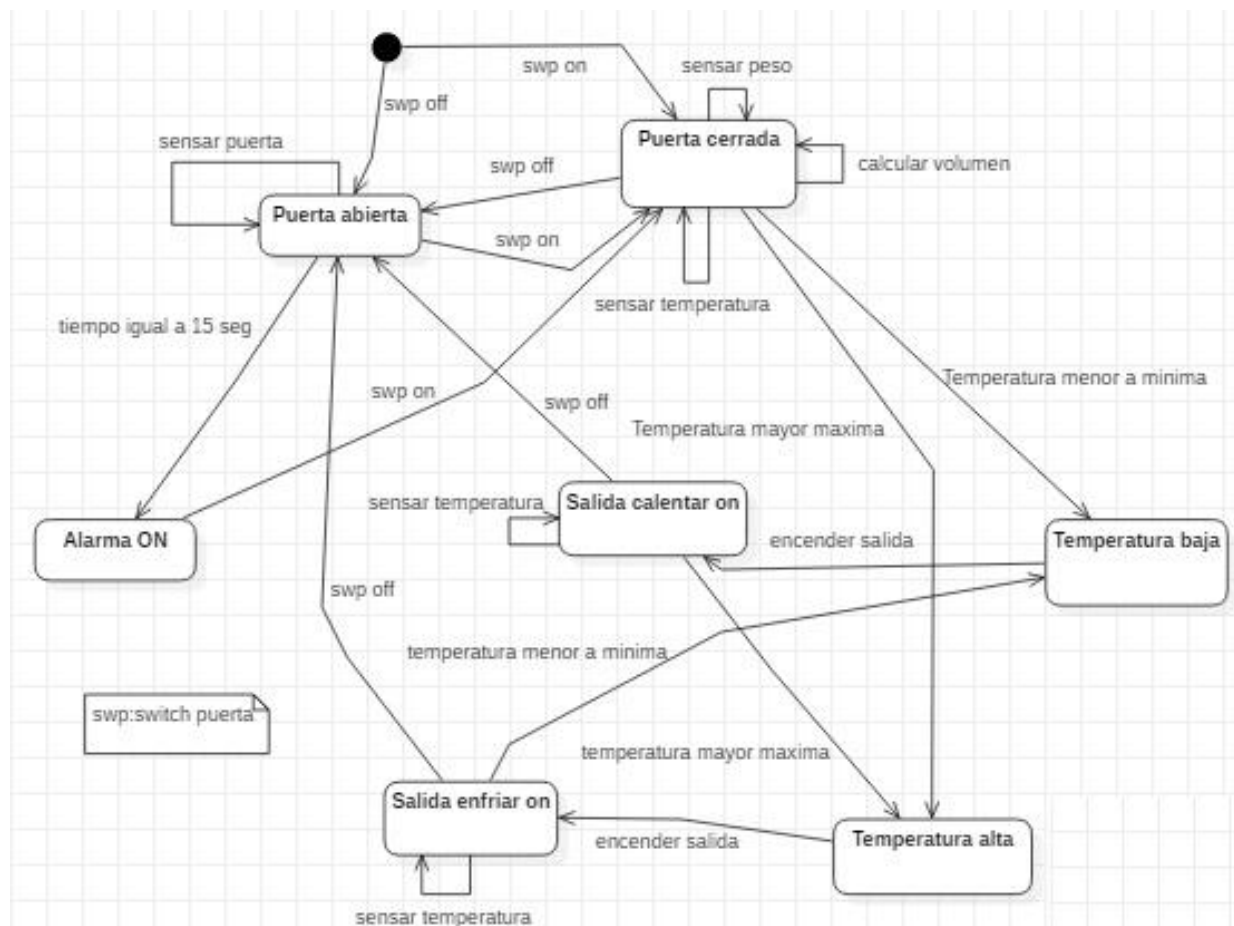 swp on
sensar peso
swp off
Puerta cerrada
sensar puerta
calcular volumen
swp off
Puerta abierta
swp on
sensar temperatura
tiempo igual a 15 seg
Temperatura menor a minima
swp on
swp off
Temperatura mayor maxima
sensar temperatura
Salida calentar on
Alarma ON
encender salida
Temperatura baja
swp off
temperatura menor a minima
swp:switch puerta
temperatura mayor maxima
Salida enfriar on
encender salida
Temperatura alta
sensar temperatura